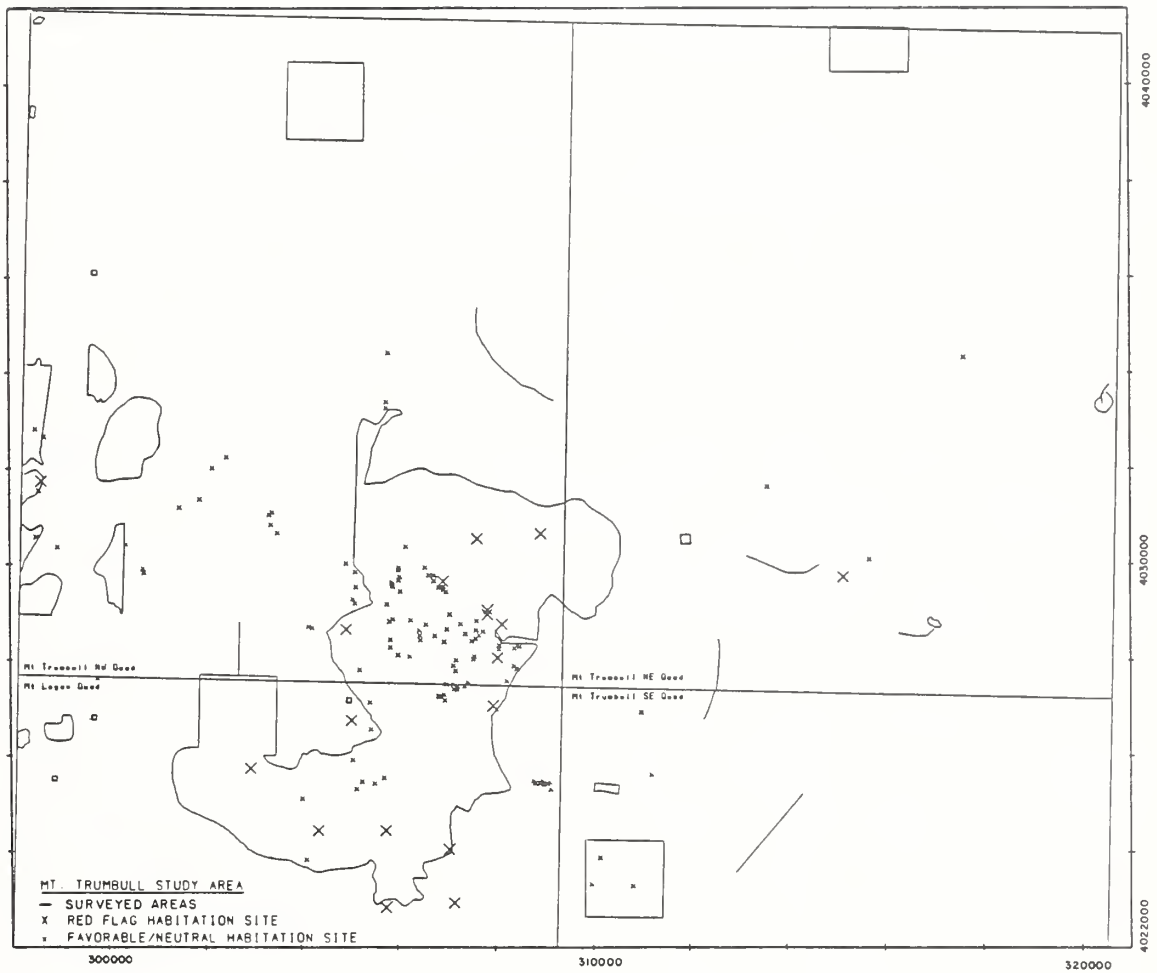 4040000
Mt Trumbull NW Quad
Mt Logan Quad
Mt Trumbull NE Quad
Mt Trumbull SE Quad
4030000
MT. TRUMBULL STUDY AREA
— SURVEYED AREAS
X RED FLAG HABITATION SITE
x FAVORABLE/NEUTRAL HABITATION SITE
4022000
300000
310000
320000